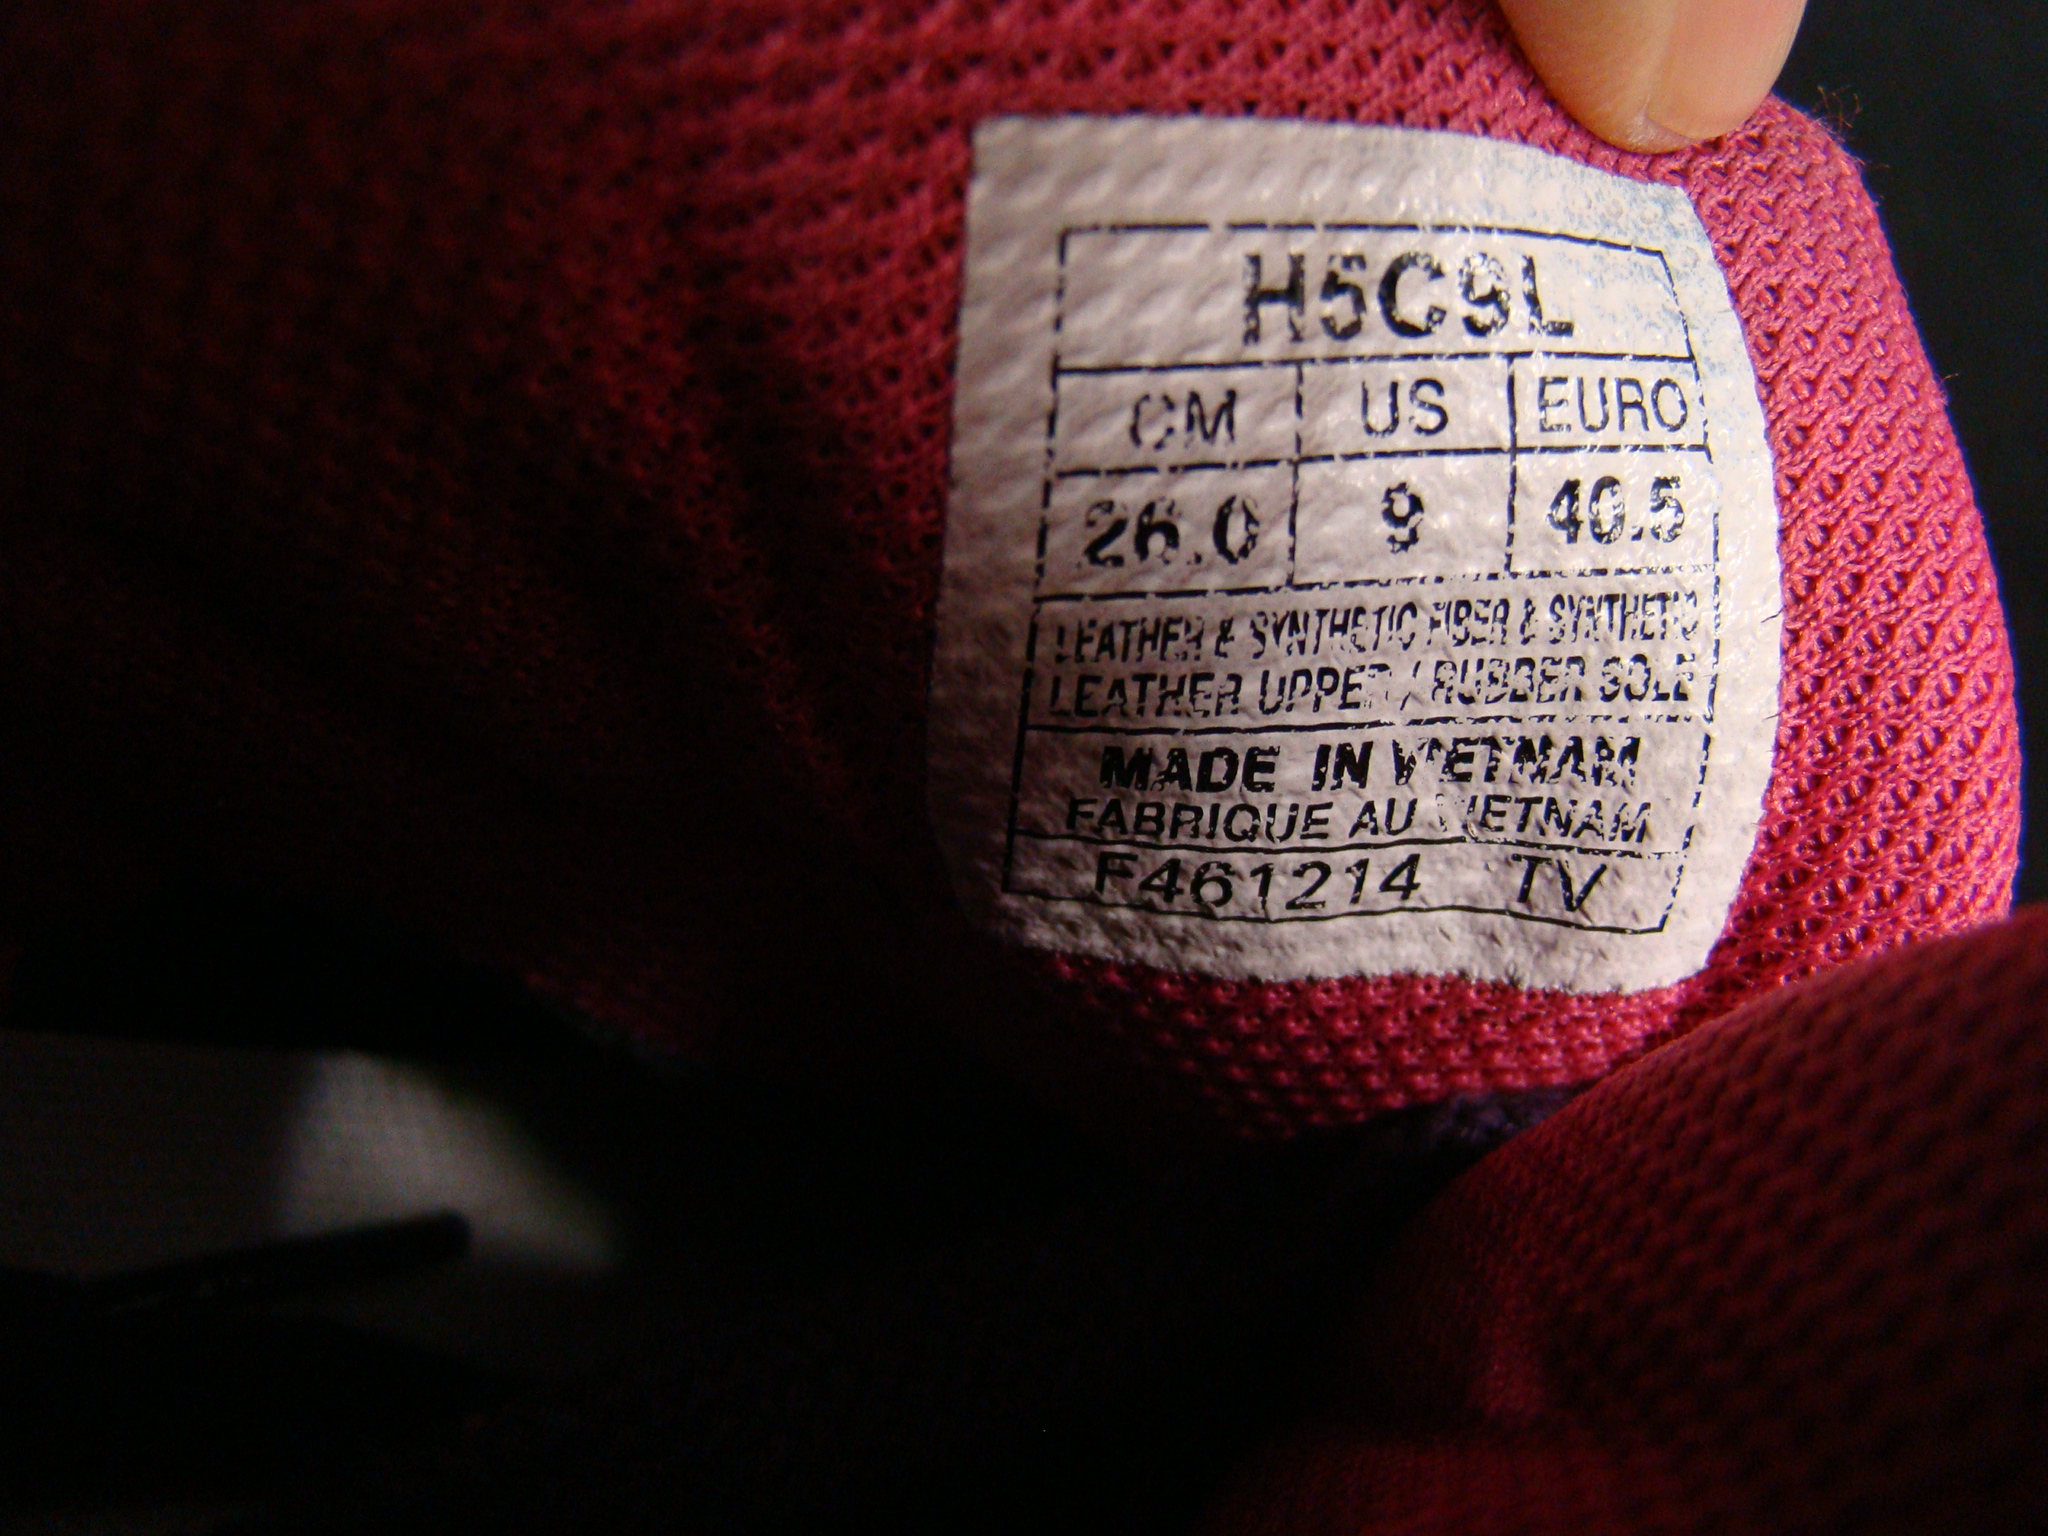 H5C9L
CM US EURO
26.0 9 40.5
LEATHER & SYNTHETIC FIBER & SYNTHETIC
LEATHER UPPER / RUBBER SOLE
MADE IN VIETNAM
FABRIQUE AU VIETNAM
F461214 TV